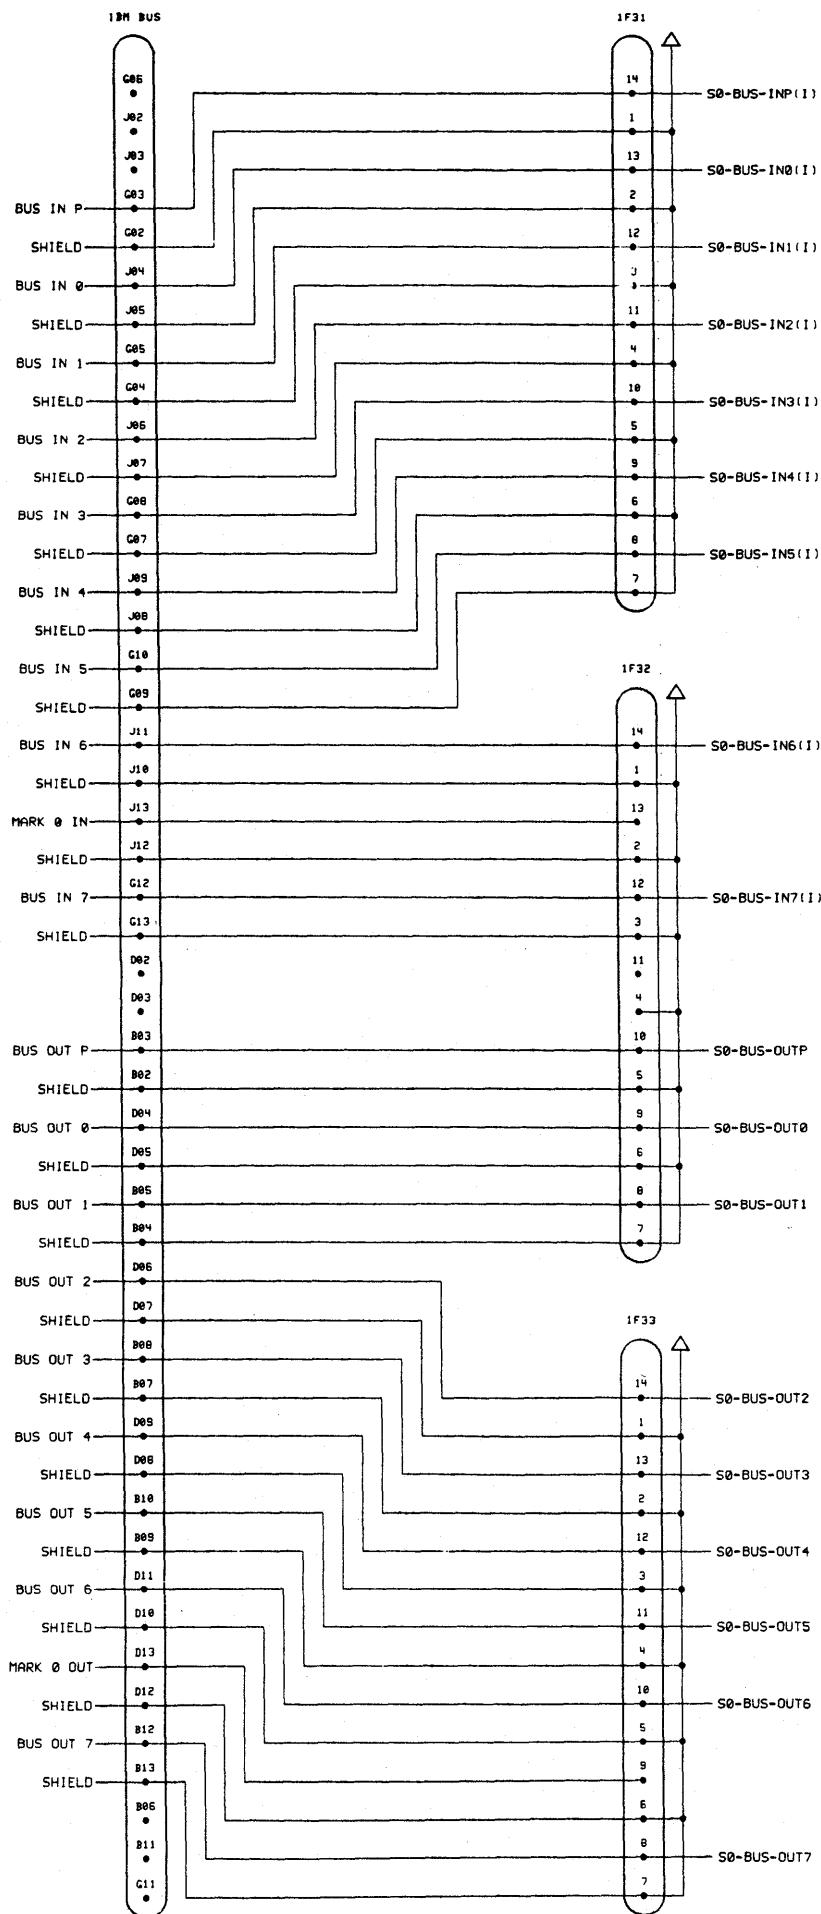 IBM BUS 1F31
G06 14 S0-BUS-INP(I)
J02 1
J03 13 S0-BUS-IN0(I)
BUS IN P G03 2
SHIELD G02 12 S0-BUS-IN1(I)
BUS IN 0 J04 3
SHIELD J05 11 S0-BUS-IN2(I)
BUS IN 1 G05 4
SHIELD G04 10 S0-BUS-IN3(I)
BUS IN 2 J06 5
SHIELD J07 9 S0-BUS-IN4(I)
BUS IN 3 G08 6
SHIELD G07 8 S0-BUS-IN5(I)
BUS IN 4 J09 7
SHIELD J08
BUS IN 5 G10 1F32
SHIELD G09
BUS IN 6 J11 14 S0-BUS-IN6(I)
SHIELD J10 1
MARK 0 IN J13 13
SHIELD J12 2
BUS IN 7 G12 12 S0-BUS-IN7(I)
SHIELD G13 3
D02 11
D03 4
BUS OUT P B03 10 S0-BUS-OUTP
SHIELD B02 5
BUS OUT 0 D04 9 S0-BUS-OUT0
SHIELD D05 6
BUS OUT 1 B05 8 S0-BUS-OUT1
SHIELD B04 7
BUS OUT 2 D06
SHIELD D07 1F33
BUS OUT 3 B08
SHIELD B07 14 S0-BUS-OUT2
BUS OUT 4 D09 1
SHIELD D08 13 S0-BUS-OUT3
BUS OUT 5 B10 2
SHIELD B09 12 S0-BUS-OUT4
BUS OUT 6 D11 3
SHIELD D10 11 S0-BUS-OUT5
MARK 0 OUT D13 4
SHIELD D12 10 S0-BUS-OUT6
BUS OUT 7 B12 5
SHIELD B13 9
B06 6
B11 8 S0-BUS-OUT7
G11 7